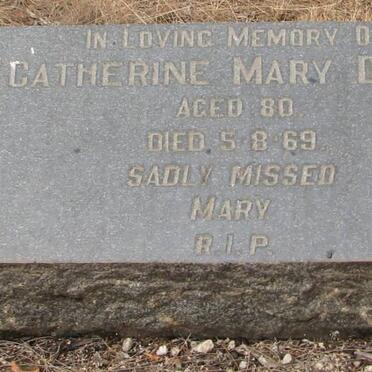 IN LOVING MEMORY O
CATHERINE MARY D
AGED 80
DIED 5-8-69
SADLY MISSED
MARY
R.I.P.